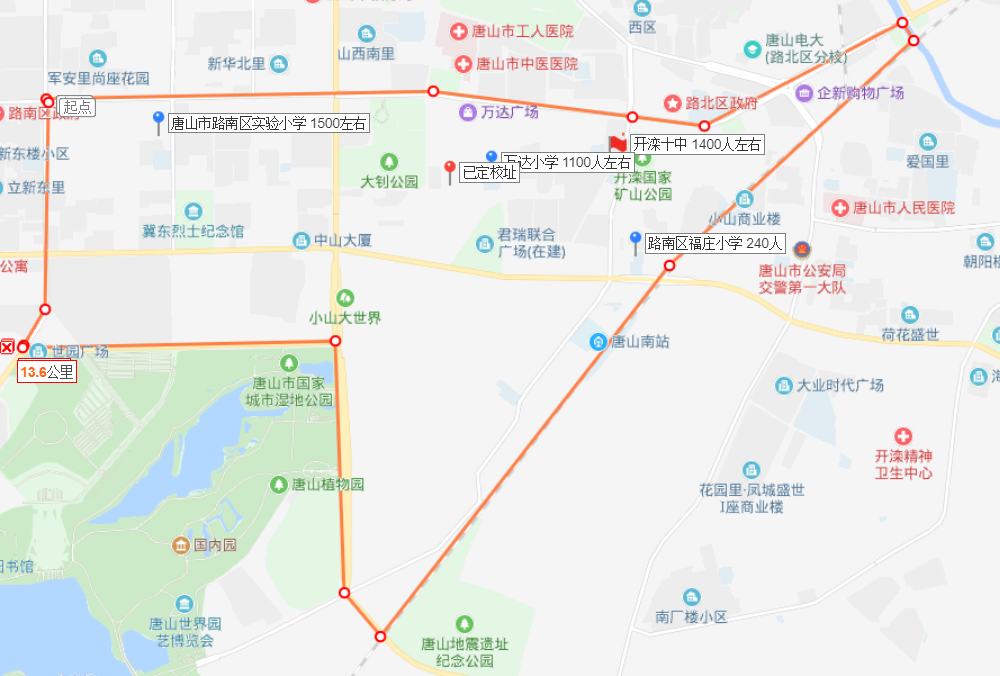 唐山市工人医院
西区
唐山电大
(路北区分校)
山西南里
新华北里
唐山市中医医院
军安里尚座花园
企新购物广场
起点
路北区政府
路南区政府
万达广场
唐山市路南区实验小学 1500左右
开滦十中 1400人左右
爱国里
新东楼小区
万达小学 1100人左右
已定校址
大钊公园
开滦国家
矿山公园
立新东里
唐山市人民医院
小山商业楼
冀东烈士纪念馆
中山大厦
君瑞联合
广场(在建)
路南区福庄小学 240人
公寓
唐山市公安局
交警第一大队
小山大世界
荷花盛世
唐山南站
世园广场
13.6公里
唐山市国家
城市湿地公园
大业时代广场
开滦精神
卫生中心
唐山植物园
花园里·凤城盛世
I座商业楼
国内园
图书馆
南厂楼小区
唐山世界园
艺博览会
唐山地震遗址
纪念公园